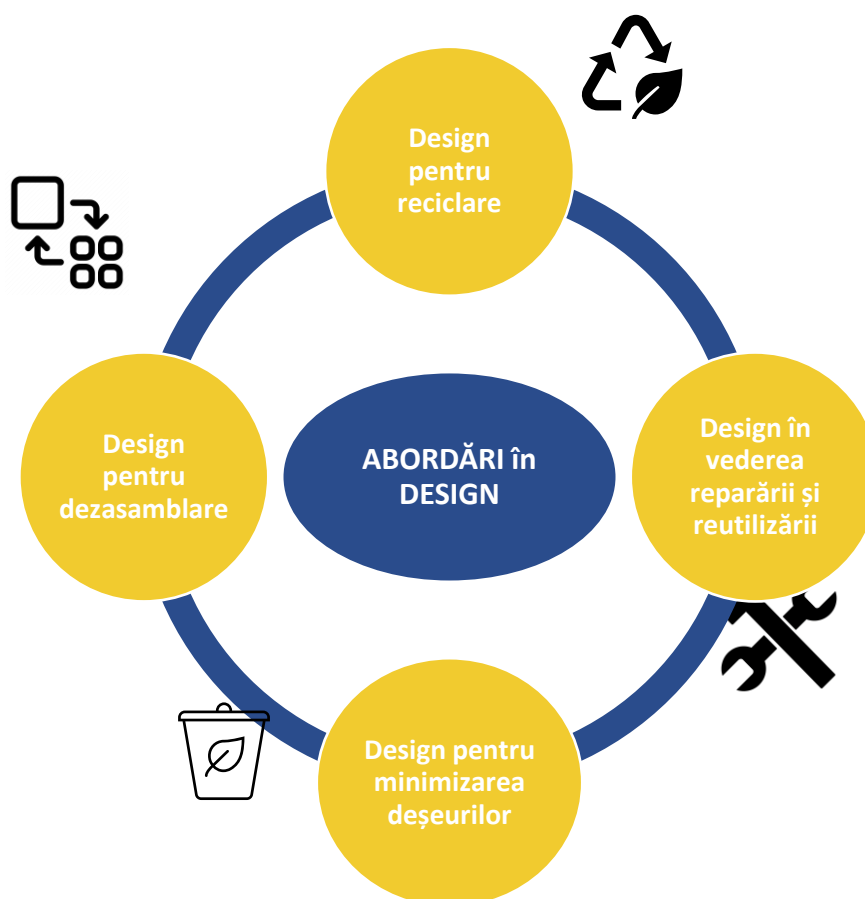 Design
pentru
reciclare
Design
pentru
dezasamblare
ABORDĂRI în
DESIGN
Design în
vederea
reparării și
reutilizării
Design pentru
minimizarea
deșeurilor